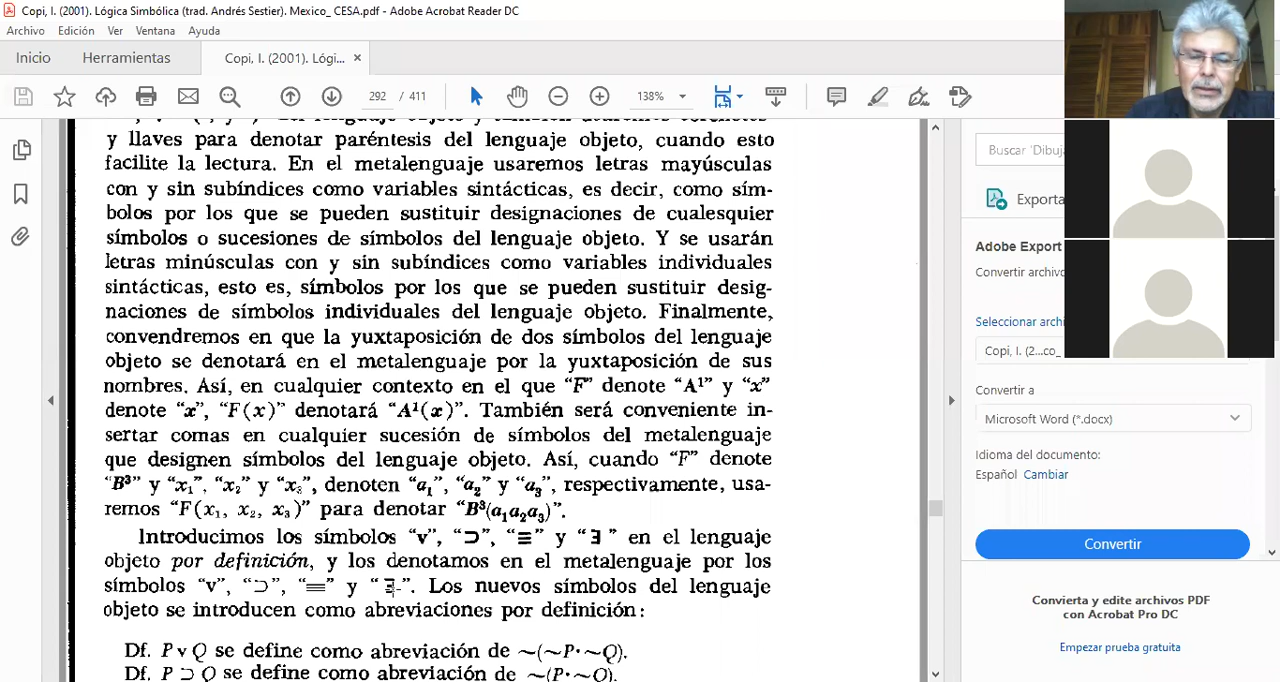 Copi, I. (2001). Lógica Simbólica (trad. Andrés Sestier). Mexico_ CESA.pdf - Adobe Acrobat Reader DC
Archivo Edición Ver Ventana Ayuda
Inicio Herramientas Copi, I. (2001). Lógi... ×
292 / 411 138%
y llaves para denotar paréntesis del lenguaje objeto, cuando esto
facilite la lectura. En el metalenguaje usaremos letras mayúsculas
con y sin subíndices como variables sintácticas, es decir, como sím-
bolos por los que se pueden sustituir designaciones de cualesquier
símbolos o sucesiones de símbolos del lenguaje objeto. Y se usarán
letras minúsculas con y sin subíndices como variables individuales
sintácticas, esto es, símbolos por los que se pueden sustituir desig-
naciones de símbolos individuales del lenguaje objeto. Finalmente,
convendremos en que la yuxtaposición de dos símbolos del lenguaje
objeto se denotará en el metalenguaje por la yuxtaposición de sus
nombres. Así, en cualquier contexto en el que “F” denote “A¹” y “x”
denote “x”, “F(x)” denotará “A¹(x)”. También será conveniente in-
sertar comas en cualquier sucesión de símbolos del metalenguaje
que designen símbolos del lenguaje objeto. Así, cuando “F” denote
“B³” y “x₁”, “x₂” y “x₃”, denoten “a₁”, “a₂” y “a₃”, respectivamente, usa-
remos “F(x₁, x₂, x₃)” para denotar “B³(a₁a₂a₃)”.
Introducimos los símbolos “v”, “⊃”, “≡” y “∃” en el lenguaje
objeto por definición, y los denotamos en el metalenguaje por los
símbolos “v”, “⊃”, “≡” y “∃”. Los nuevos símbolos del lenguaje
objeto se introducen como abreviaciones por definición:
Df. P v Q se define como abreviación de ~(~P·~Q).
Df. P ⊃ Q se define como abreviación de ~(P·~Q).
Buscar 'Dibuj
Exporta
Adobe Export
Convertir archiv
Seleccionar archi
Copi, I. (2...co_
Convertir a
Microsoft Word (*.docx)
Idioma del documento:
Español Cambiar
Convertir
Convierta y edite archivos PDF
con Acrobat Pro DC
Empezar prueba gratuita